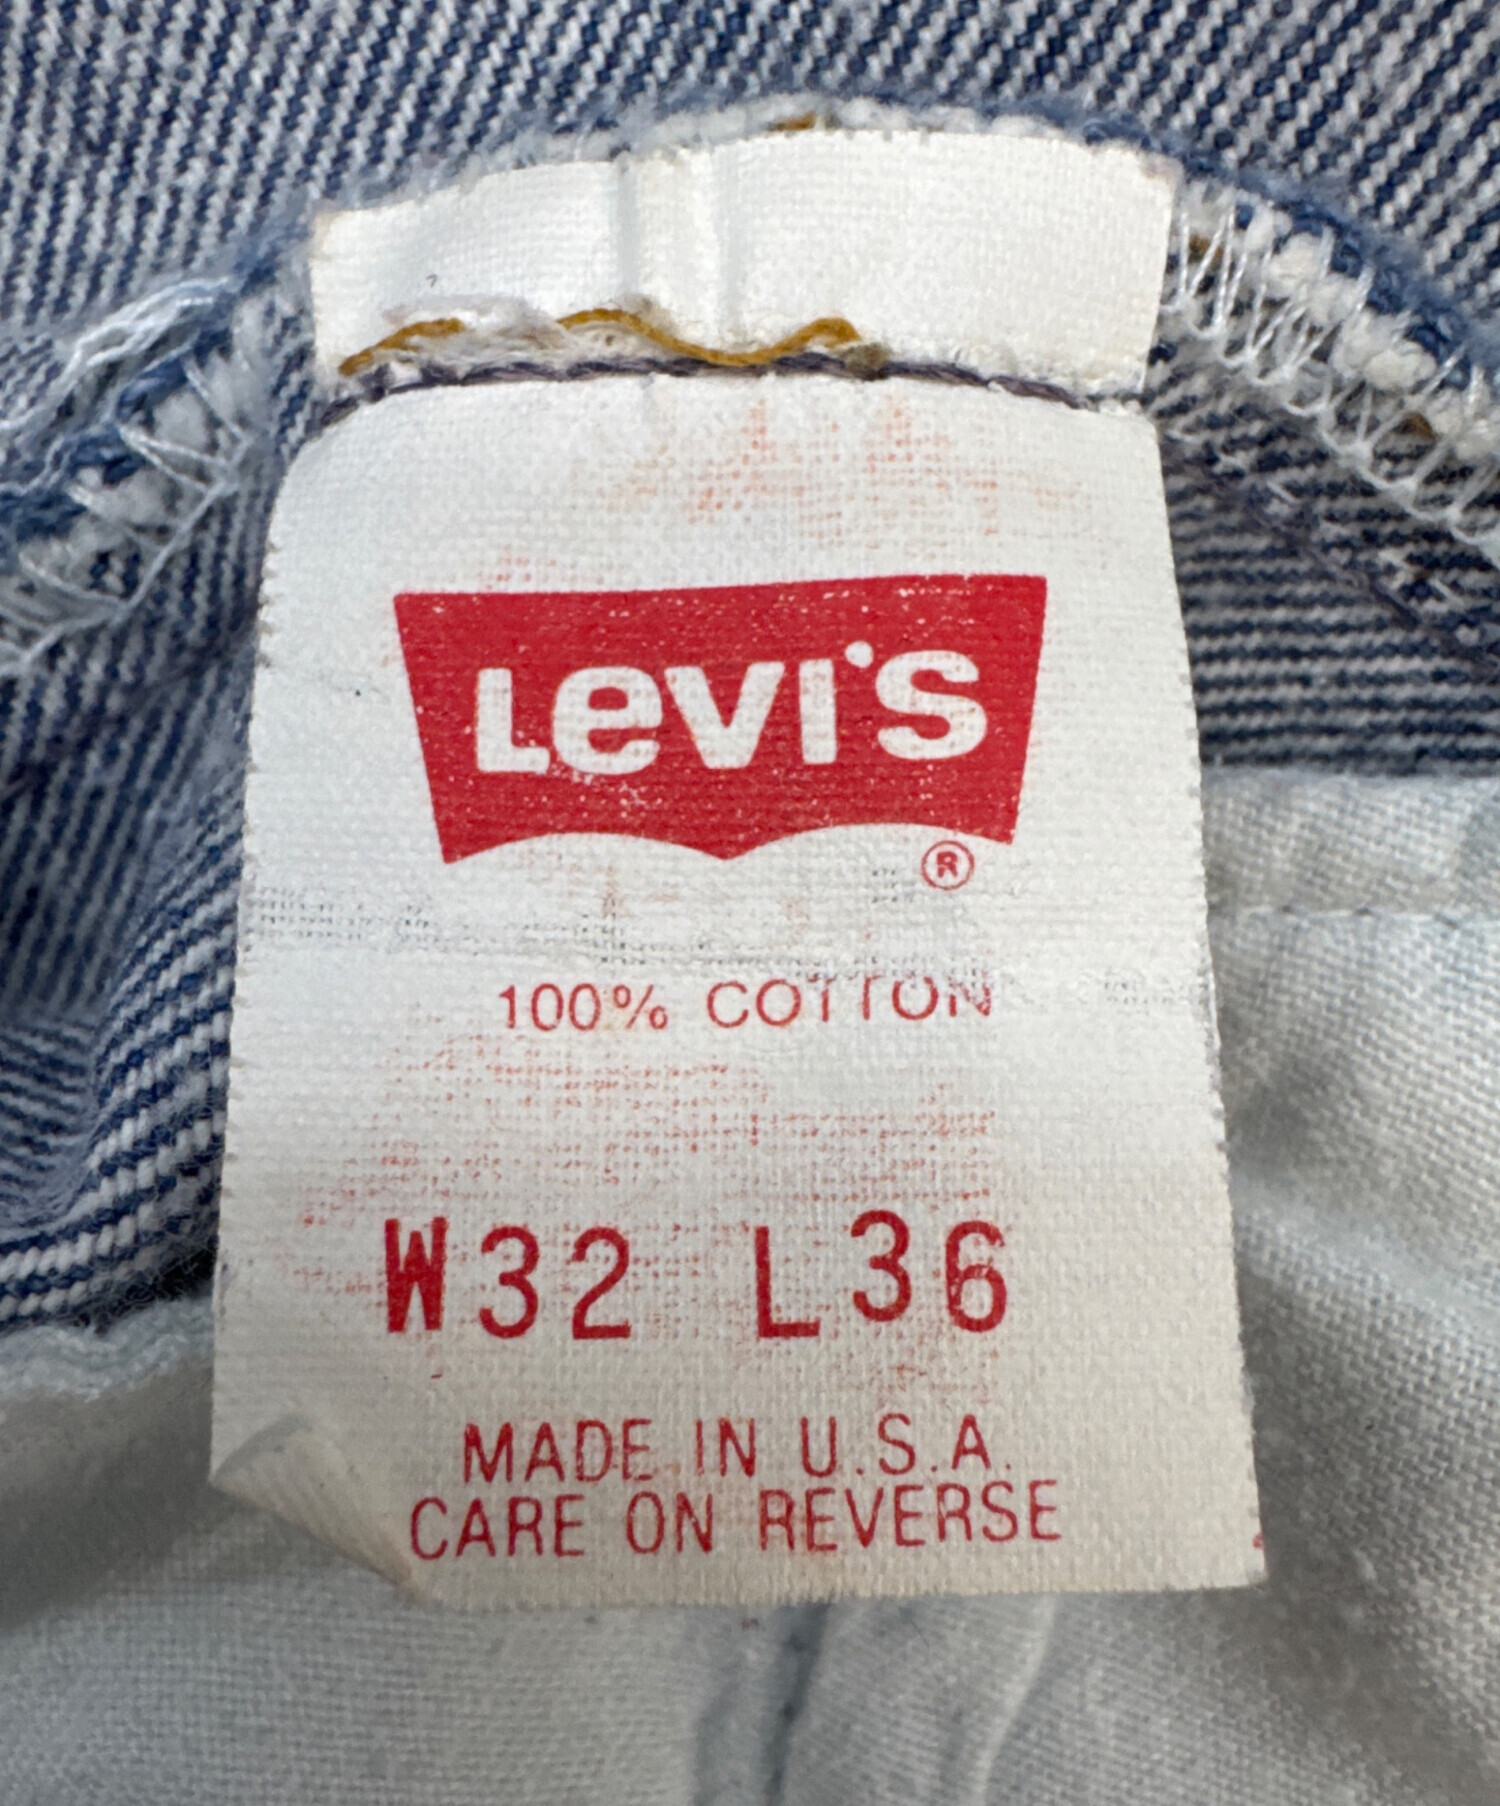 Levi's
®
100% COTTON
W32 L36
MADE IN U.S.A.
CARE ON REVERSE